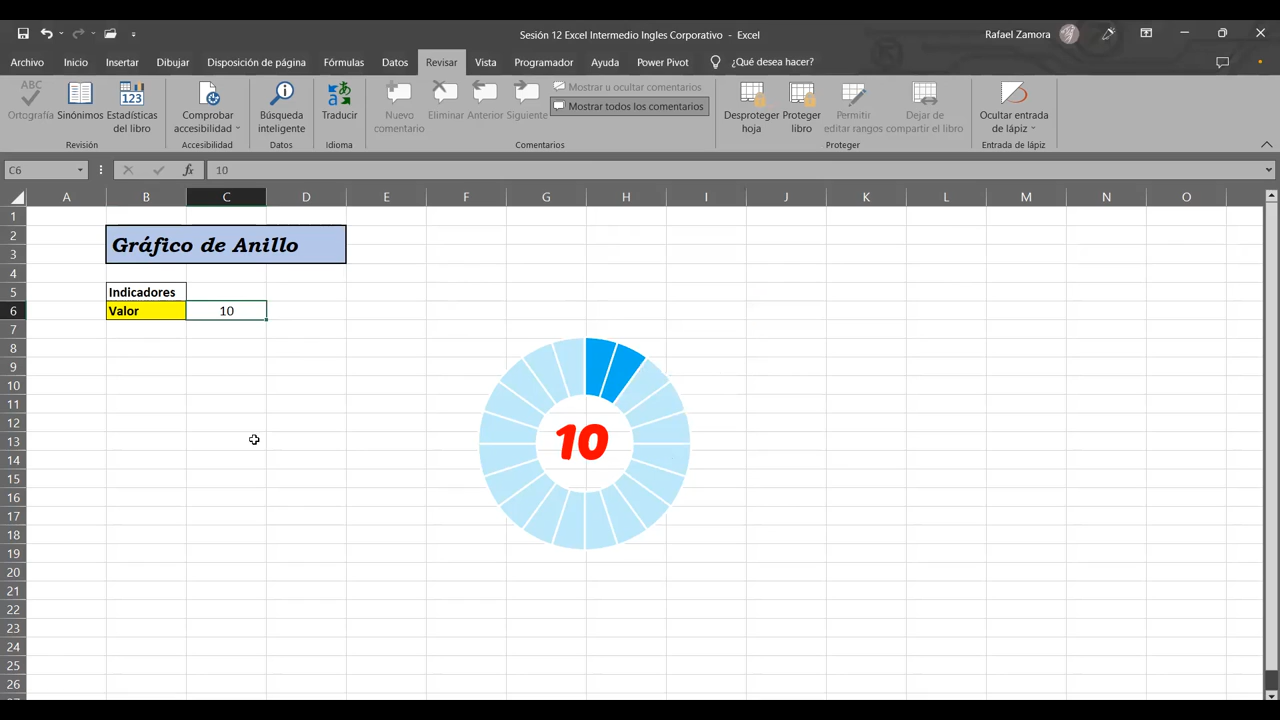 Sesión 12 Excel Intermedio Ingles Corporativo - Excel
Rafael Zamora
Archivo Inicio Insertar Dibujar Disposición de página Fórmulas Datos Revisar Vista Programador Ayuda Power Pivot ¿Qué desea hacer?
ABC
Ortografía
Sinónimos
123
Estadísticas
del libro
Revisión
Comprobar
accesibilidad
Accesibilidad
Búsqueda
inteligente
Datos
Traducir
Idioma
Nuevo
comentario
Eliminar
Anterior
Siguiente
Mostrar u ocultar comentarios
Mostrar todos los comentarios
Comentarios
Desproteger
hoja
Proteger
libro
Permitir
editar rangos
Dejar de
compartir el libro
Proteger
Ocultar entrada
de lápiz
Entrada de lápiz
C6 fx 10
A B C D E F G H I J K L M N O
1
2
3
Gráfico de Anillo
4
5 Indicadores
6 Valor 10
7
8
9
10
11
12
13
14
15
16
17
18
19
20
21
22
23
24
25
26
10